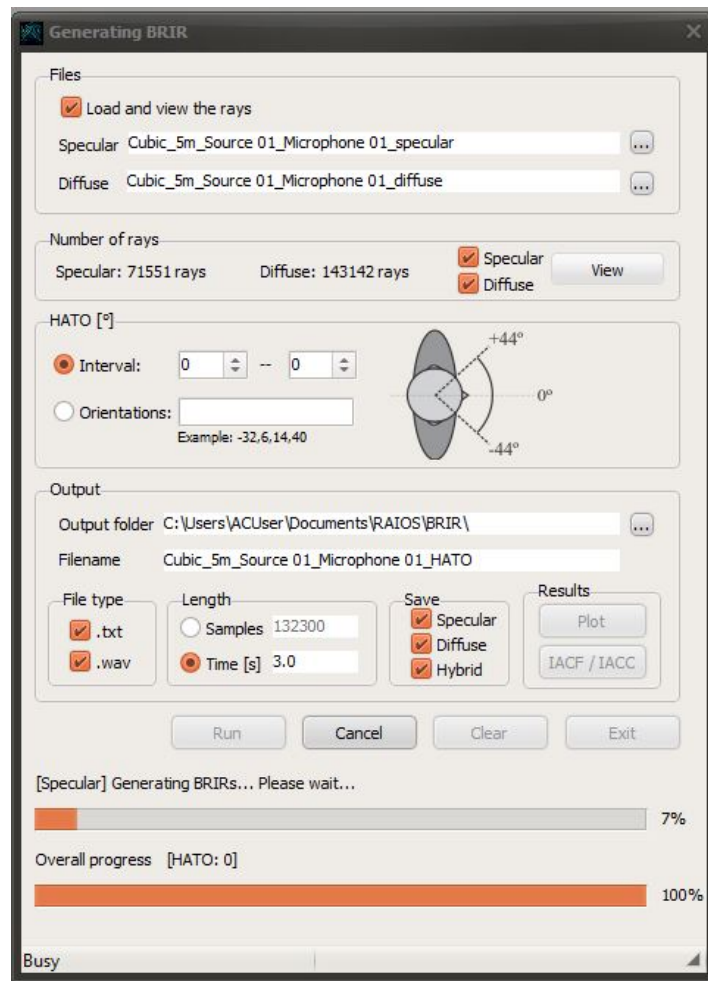 Generating BRIR
Files
Load and view the rays
Specular Cubic_5m_Source 01_Microphone 01_specular ...
Diffuse Cubic_5m_Source 01_Microphone 01_diffuse ...
Number of rays
Specular: 71551 rays Diffuse: 143142 rays Specular View
Diffuse
HATO [º]
+44º
Interval: 0 -- 0
0º
Orientations:
Example: -32,6,14,40
-44º
Output
Output folder C:\Users\ACUser\Documents\RAIOS\BRIR\ ...
Filename Cubic_5m_Source 01_Microphone 01_HATO
File type Length Save Results
.txt Samples 132300 Specular Plot
Diffuse
.wav Time [s] 3.0 Hybrid IACF / IACC
Run Cancel Clear Exit
[Specular] Generating BRIRs... Please wait...
7%
Overall progress [HATO: 0]
100%
Busy